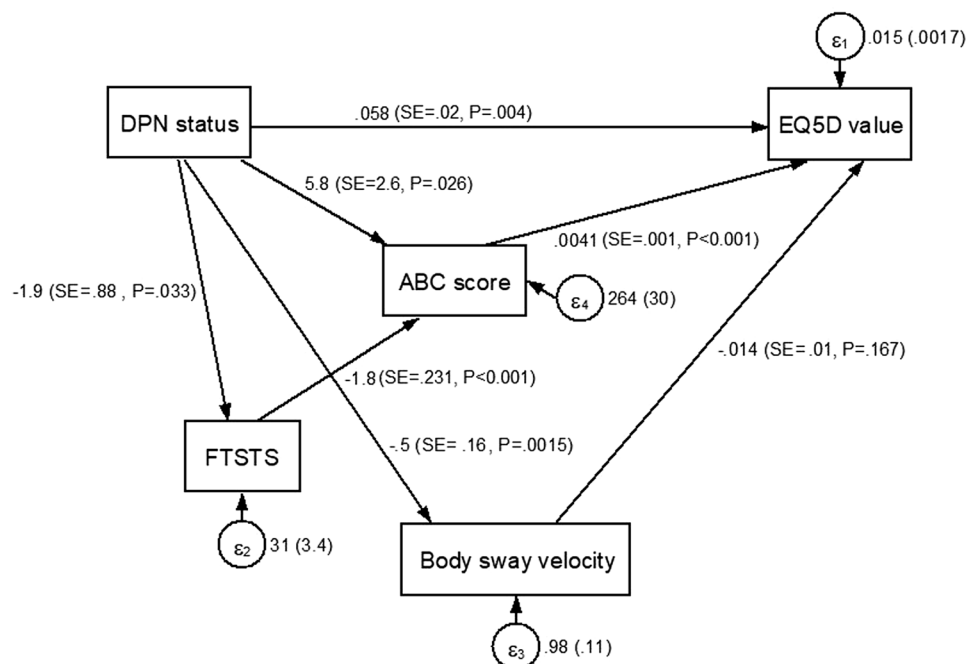 ε1 .015 (.0017)
DPN status
.058 (SE=.02, P=.004)
EQ5D value
5.8 (SE=2.6, P=.026)
.0041 (SE=.001, P<0.001)
ABC score
ε4 264 (30)
-1.9 (SE=.88 , P=.033)
-.014 (SE=.01, P=.167)
-1.8 (SE=.231, P<0.001)
FTSTS
-.5 (SE= .16 , P=.0015)
ε2 31 (3.4)
Body sway velocity
ε3 .98 (.11)